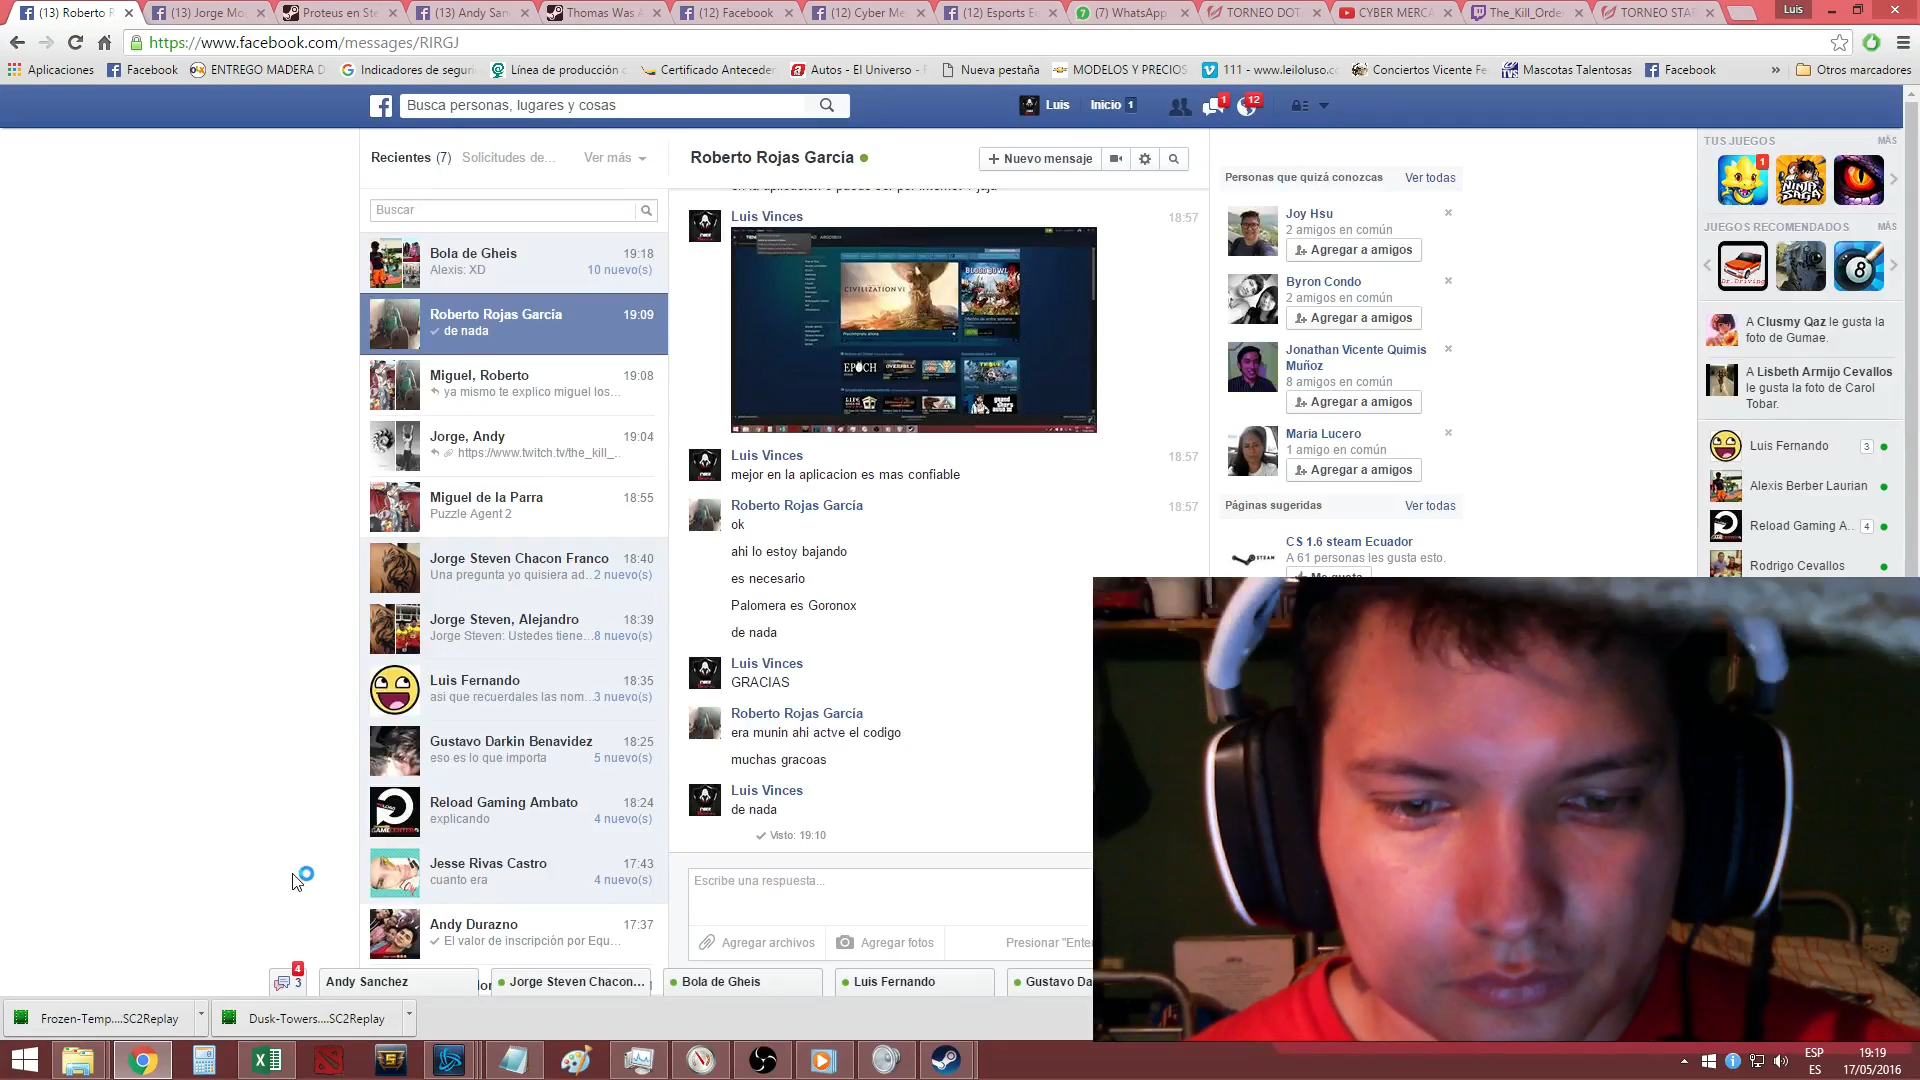 (13) Roberto R
(13) Jorge Mo
Proteus en Ste
(13) Andy San
Thomas Was A
(12) Facebook
(12) Cyber Me
(12) Esports E
(7) WhatsApp
TORNEO DOT
CYBER MERCA
The_Kill_Orde
TORNEO STA
Luis
https://www.facebook.com/messages/RIRGJ
Aplicaciones
Facebook
ENTREGO MADERA D
Indicadores de segur
Línea de producción
Certificado Anteceder
Autos - El Universo -
Nueva pestaña
MODELOS Y PRECIOS
111 - www.leiloluso.cc
Conciertos Vicente Fe
Mascotas Talentosas
Facebook
»
Otros marcadores
Busca personas, lugares y cosas
Luis
Inicio 1
1
12
Recientes (7)
Solicitudes de...
Ver más
Buscar
Bola de Gheis
19:18
Alexis: XD
10 nuevo(s)
Roberto Rojas García
19:09
de nada
Miguel, Roberto
19:08
ya mismo te explico miguel los...
Jorge, Andy
19:04
https://www.twitch.tv/the_kill_...
Miguel de la Parra
18:55
Puzzle Agent 2
Jorge Steven Chacon Franco
18:40
Una pregunta yo quisiera ad...
2 nuevo(s)
Jorge Steven, Alejandro
18:39
Jorge Steven: Ustedes tiene...
8 nuevo(s)
Luis Fernando
18:35
asi que recuerdales las nom...
3 nuevo(s)
Gustavo Darkin Benavidez
18:25
eso es lo que importa
5 nuevo(s)
Reload Gaming Ambato
18:24
explicando
4 nuevo(s)
Jesse Rivas Castro
17:43
cuanto era
4 nuevo(s)
Andy Durazno
17:37
El valor de inscripción por Equ...
Roberto Rojas García
Nuevo mensaje
Luis Vinces
18:57
CIVILIZATION VI
BLOOD BOWL
EPOCH
OVERFALL
Luis Vinces
18:57
mejor en la aplicacion es mas confiable
Roberto Rojas García
18:57
ok
ahi lo estoy bajando
es necesario
Palomera es Goronox
de nada
Luis Vinces
GRACIAS
Roberto Rojas García
era munin ahi actve el codigo
muchas gracoas
Luis Vinces
de nada
Visto: 19:10
Escribe una respuesta...
Agregar archivos
Agregar fotos
Presionar "Ente
Personas que quizá conozcas
Ver todas
Joy Hsu
2 amigos en común
Agregar a amigos
Byron Condo
2 amigos en común
Agregar a amigos
Jonathan Vicente Quimis
Muñoz
8 amigos en común
Agregar a amigos
Maria Lucero
1 amigo en común
Agregar a amigos
Páginas sugeridas
Ver todas
CS 1.6 steam Ecuador
A 61 personas les gusta esto.
STEAM
TUS JUEGOS
MÁS
1
NINJA
SAGA
JUEGOS RECOMENDADOS
MÁS
Dr. Driving
8
A Clusmy Qaz le gusta la
foto de Gumae.
A Lisbeth Armijo Cevallos
le gusta la foto de Carol
Tobar.
Luis Fernando
3
Alexis Berber Laurian
Reload Gaming A...
4
Rodrigo Cevallos
4
3
Andy Sanchez
Jorge Steven Chacon...
Bola de Gheis
Luis Fernando
Gustavo Da
Frozen-Temp....SC2Replay
Dusk-Towers....SC2Replay
ESP
ES
19:19
17/05/2016